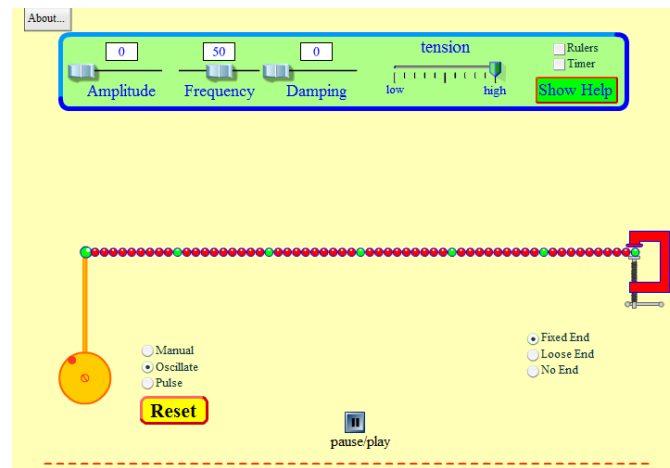 About...
0 50 0 tension Rulers
Timer
Amplitude Frequency Damping low high Show Help
Manual
Oscillate
Pulse
Reset
Fixed End
Loose End
No End
pause/play